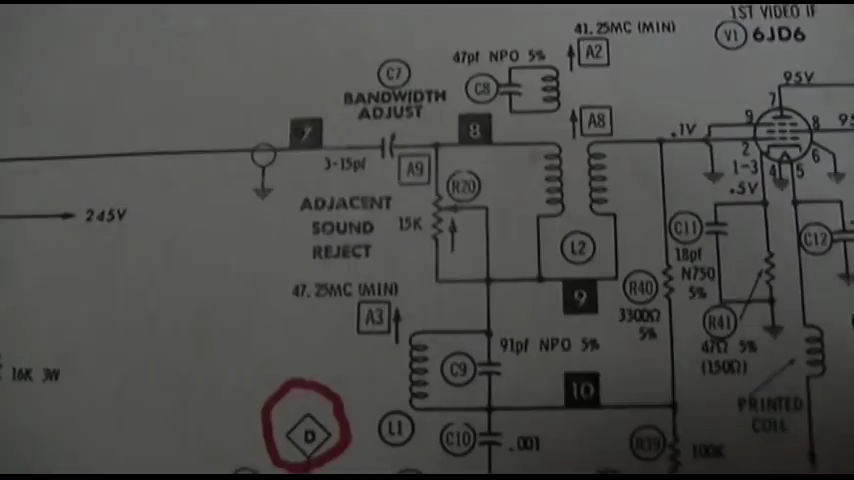 1ST VIDEO IF
V1 6JD6
41.25MC (MIN)
A2
47pf NPO 5%
C8
C7
BANDWIDTH
ADJUST
95V
7
8
A8
.1V
9
8
2
6
1-3
4
5
.5V
3-15pf
A9
R20
ADJACENT
SOUND
REJECT
15K
245V
C11
18pf
N750
5%
C12
L2
9
R40
3300Ω
5%
47.25MC (MIN)
A3
R41
47Ω 5%
(150Ω)
91pf NPO 5%
C9
16K 3W
10
PRINTED
COIL
D
L1
C10
.001
R39
100K